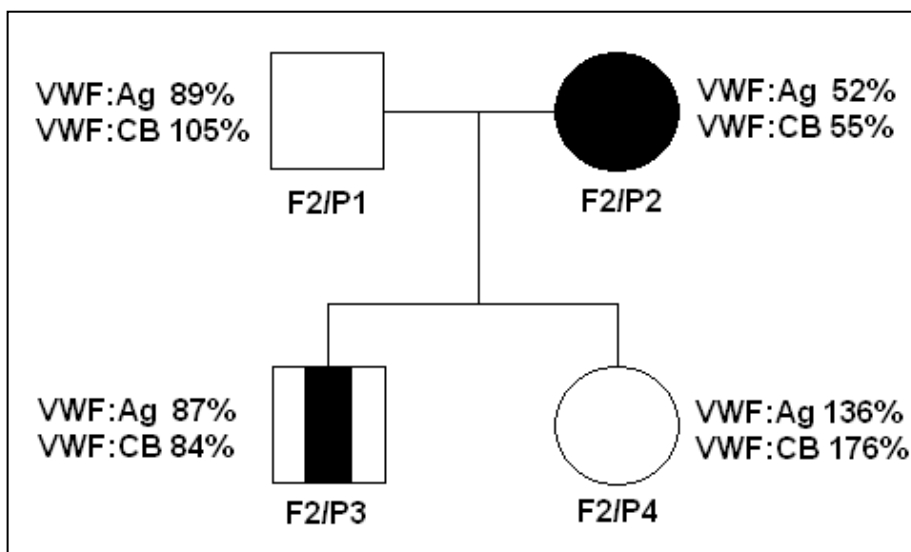 VWF:Ag 89%
VWF:CB 105%
F2/P1
VWF:Ag 52%
VWF:CB 55%
F2/P2
VWF:Ag 87%
VWF:CB 84%
F2/P3
VWF:Ag 136%
VWF:CB 176%
F2/P4